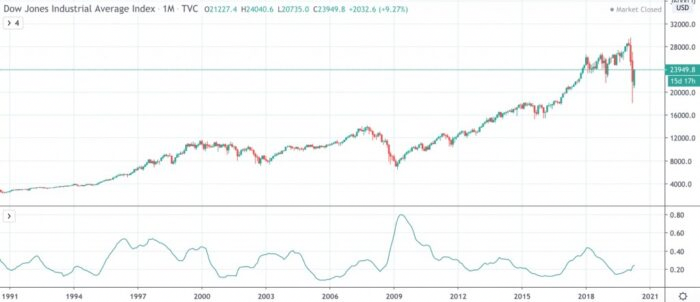 Dow Jones Industrial Average Index · 1M · TVC O21227.4 H24040.6 L20735.0 C23949.8 +2032.6 (+9.27%)
Market Closed
USD
4
28000.0
23949.8
15d 17h
20000.0
16000.0
12000.0
8000.0
4000.0
0.80
0.60
0.40
0.20
1991 1994 1997 2000 2003 2006 2009 2012 2015 2018 2021